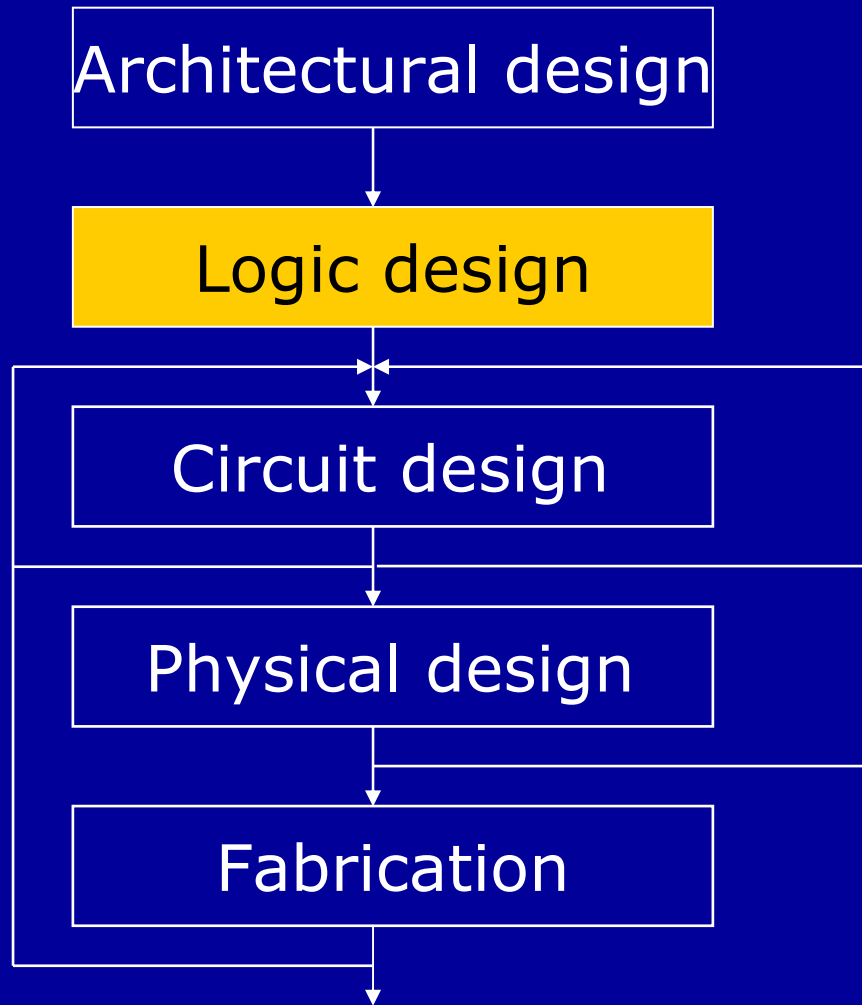 Architectural design
Logic design
Circuit design
Physical design
Fabrication